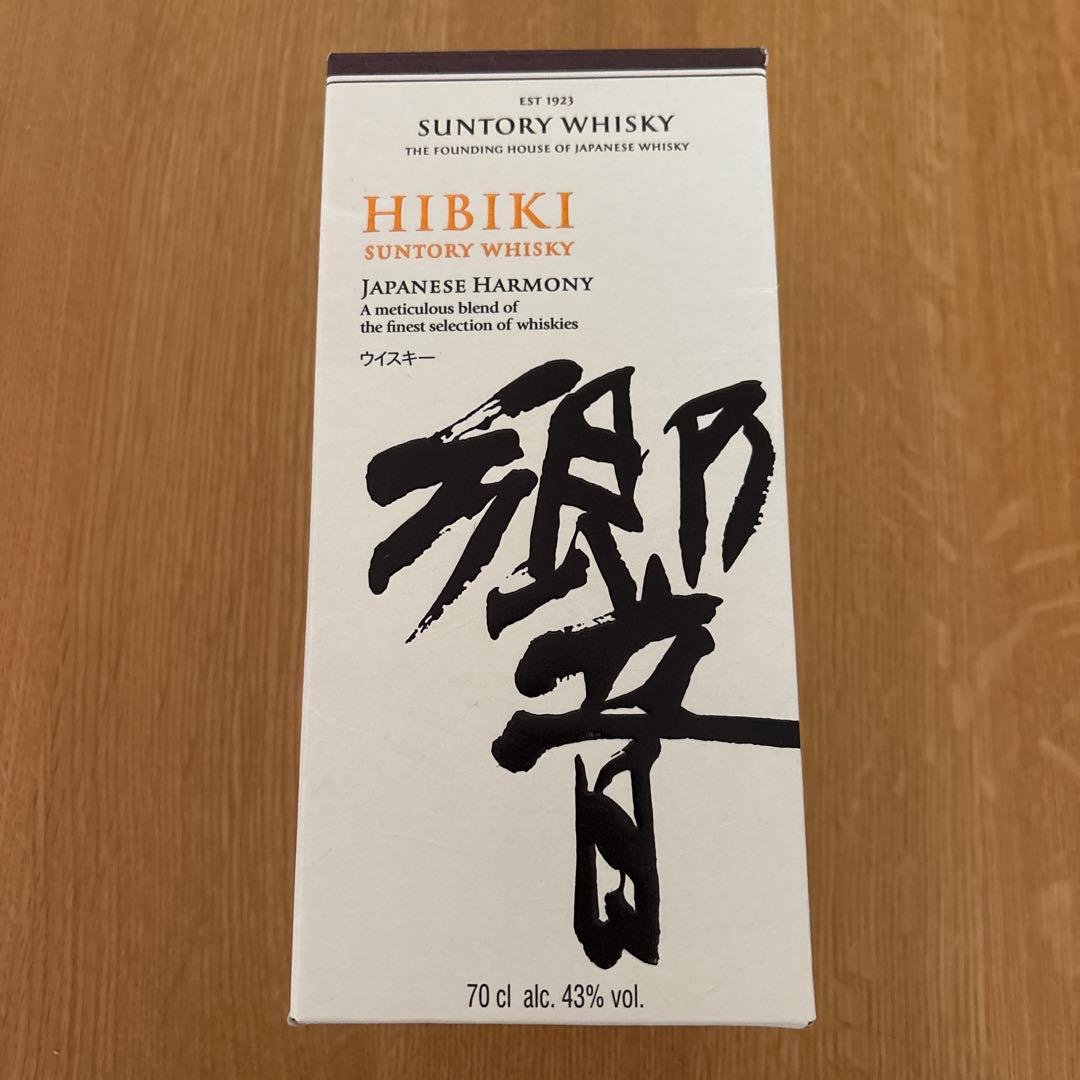 EST 1923
SUNTORY WHISKY
THE FOUNDING HOUSE OF JAPANESE WHISKY
HIBIKI
SUNTORY WHISKY
JAPANESE HARMONY
A meticulous blend of
the finest selection of whiskies
ウイスキー
響
70 cl alc. 43% vol.